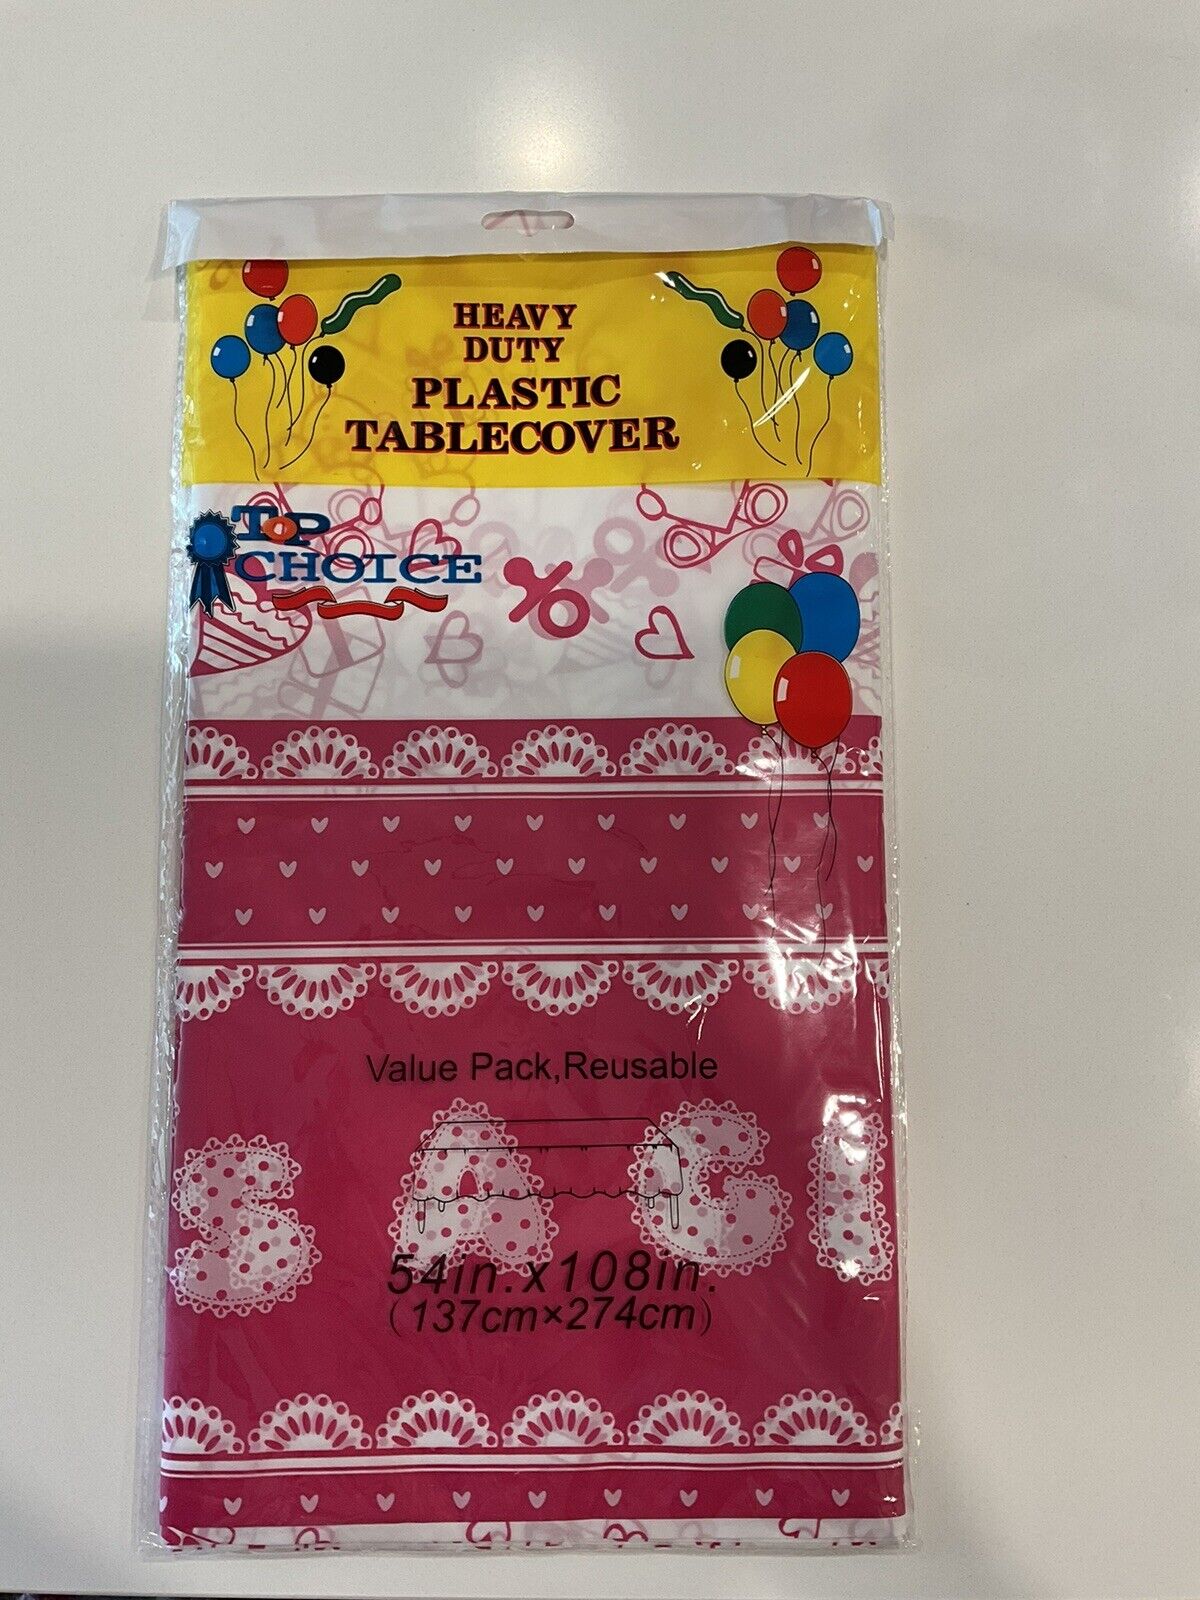 HEAVY
DUTY
PLASTIC
TABLECOVER
TOP
CHOICE
Value Pack,Reusable
S A G I
54in.x108in.
(137cm×274cm)